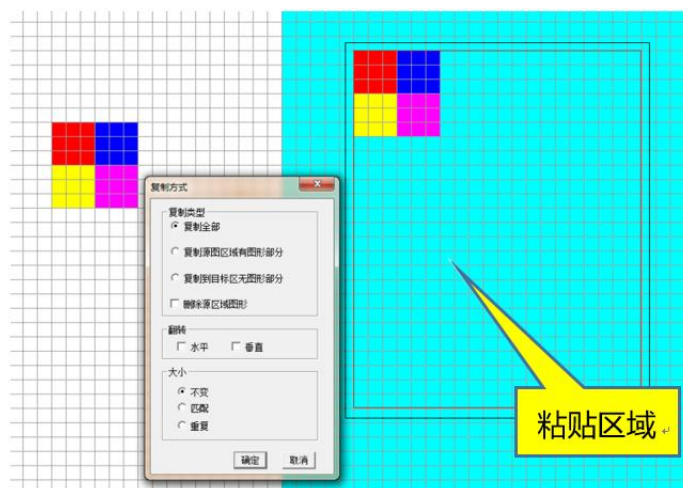 复制方式
复制类型
复制全部
复制源图区域有图形部分
复制到目标区无图形部分
删除源区域图形
翻转
水平
垂直
大小
不变
匹配
重复
确定
取消
粘贴区域